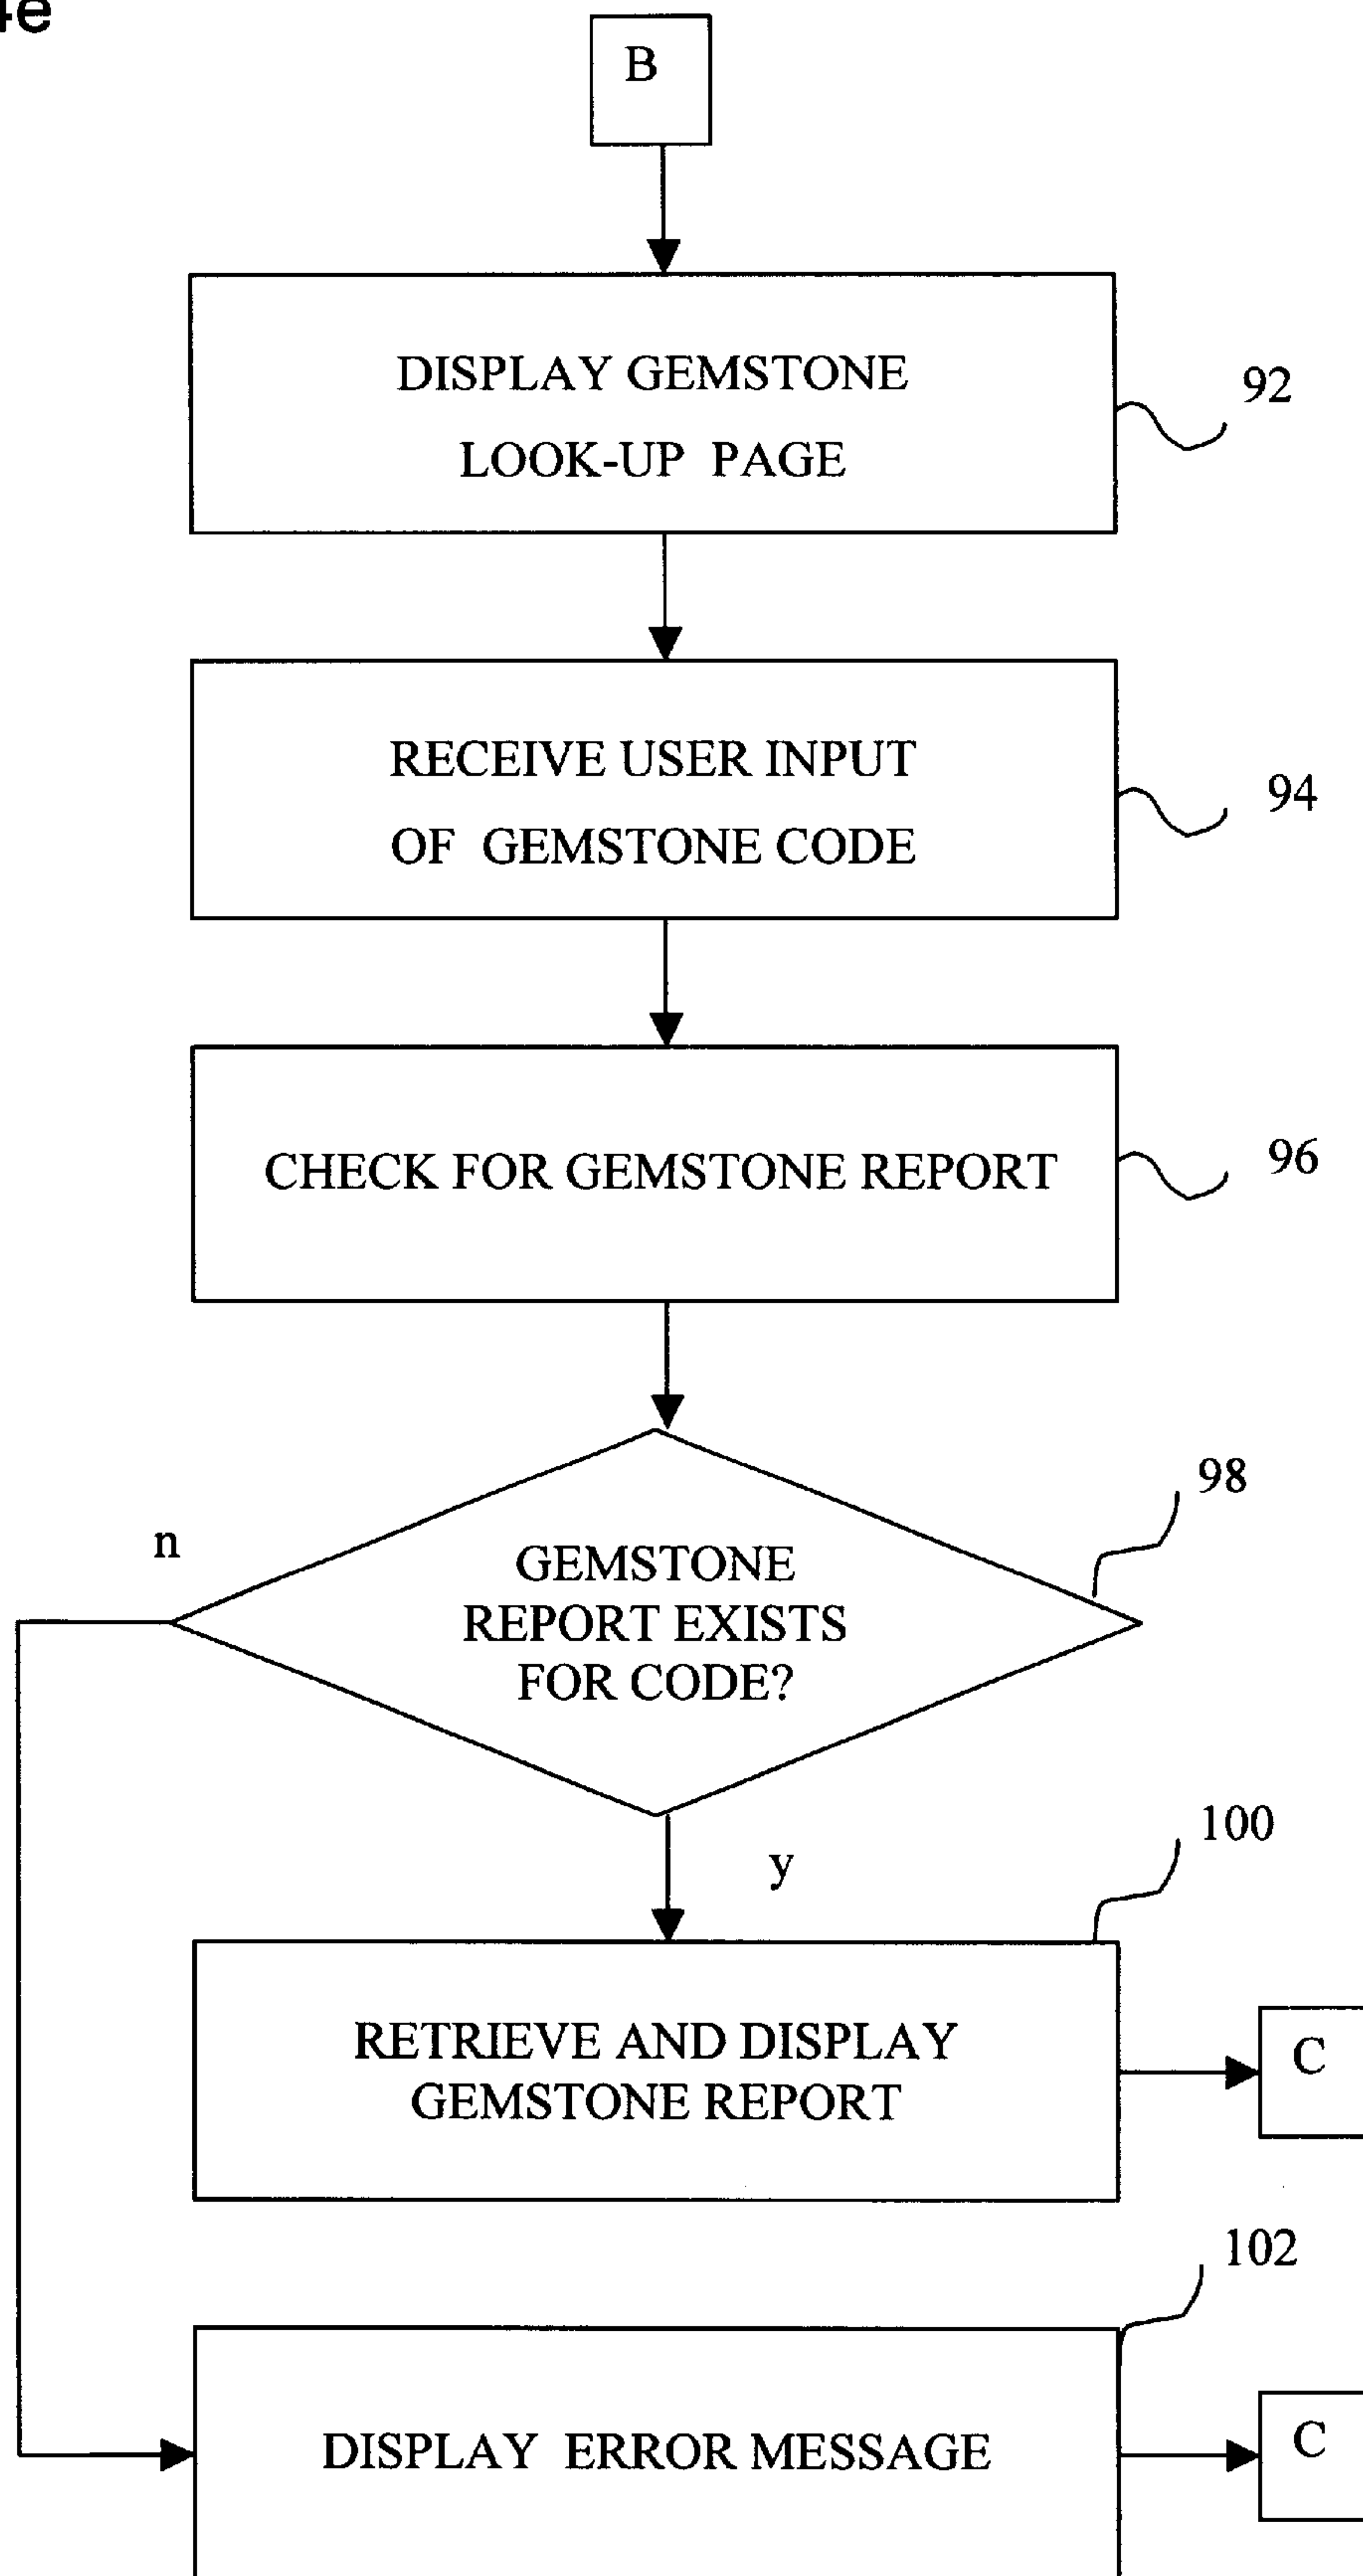 4e
B
DISPLAY GEMSTONE
LOOK-UP PAGE
92
RECEIVE USER INPUT
OF GEMSTONE CODE
94
CHECK FOR GEMSTONE REPORT
96
98
n
GEMSTONE
REPORT EXISTS
FOR CODE?
100
y
RETRIEVE AND DISPLAY
GEMSTONE REPORT
C
102
DISPLAY ERROR MESSAGE
C